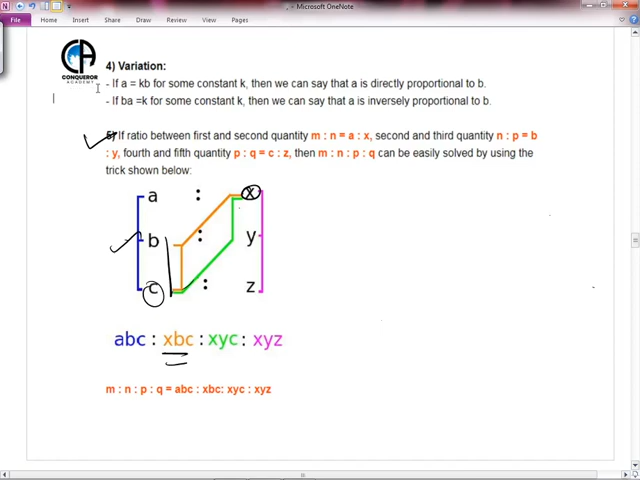 - Microsoft OneNote
File Home Insert Draw Share Review View Pages
CA
CONQUEROR
ACADEMY
4) Variation:
- If a = kb for some constant k, then we can say that a is directly proportional to b.
- If ba =k for some constant k, then we can say that a is inversely proportional to b.
5) If ratio between first and second quantity m : n = a : x, second and third quantity n : p = b
: y, fourth and fifth quantity p : q = c : z, then m : n : p : q can be easily solved by using the
trick shown below:
a : x
b : y
c : z
abc : xbc : xyc : xyz
m : n : p : q = abc : xbc: xyc : xyz